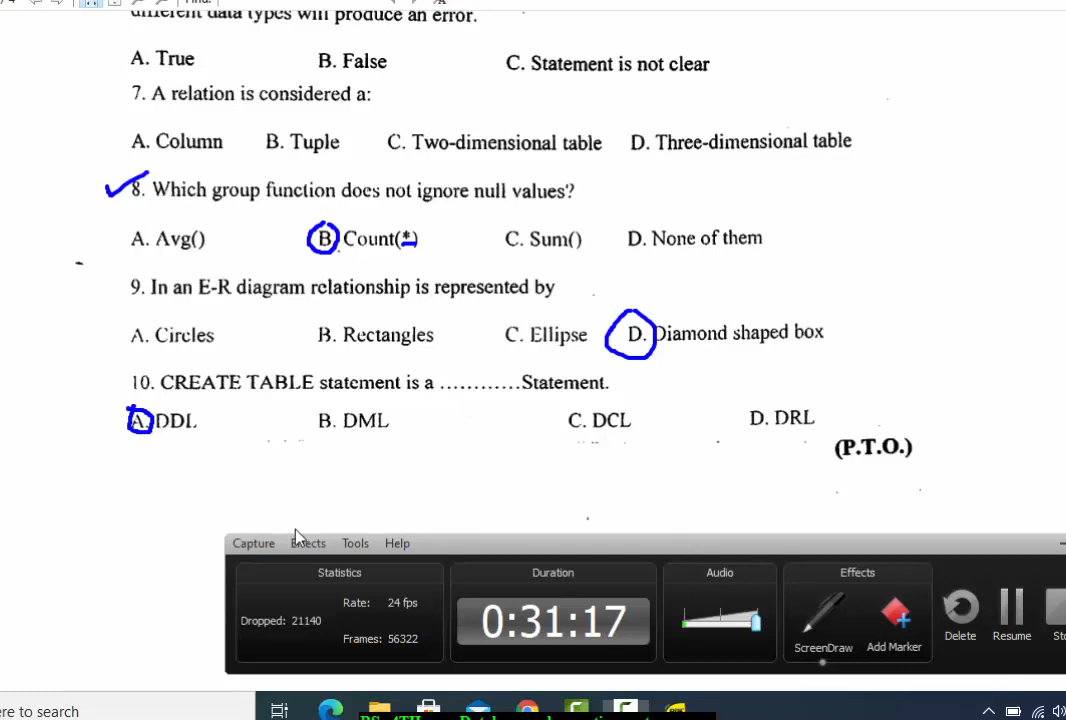 Find:
different data types will produce an error.
A. True B. False C. Statement is not clear
7. A relation is considered a:
A. Column B. Tuple C. Two-dimensional table D. Three-dimensional table
8. Which group function does not ignore null values?
A. Avg() B. Count(*) C. Sum() D. None of them
9. In an E-R diagram relationship is represented by
A. Circles B. Rectangles C. Ellipse D. Diamond shaped box
10. CREATE TABLE statement is a …………Statement.
A. DDL B. DML C. DCL D. DRL
(P.T.O.)
Capture Effects Tools Help
Statistics Duration Audio Effects
Rate: 24 fps
Dropped: 21140
Frames: 56322
0:31:17
ScreenDraw Add Marker Delete Resume
ere to search